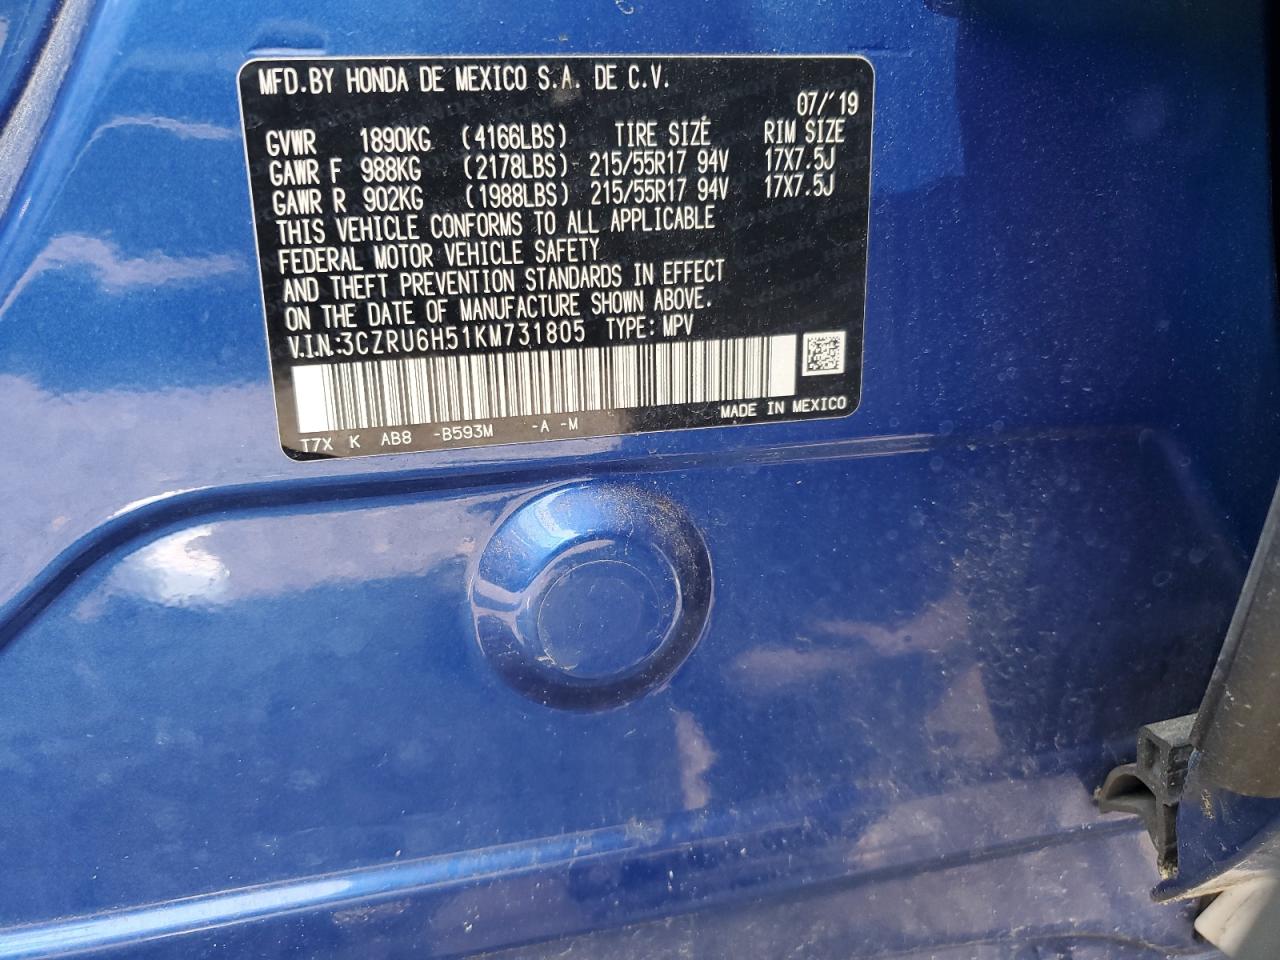 MFD.BY HONDA DE MEXICO S.A. DE C.V.
07/'19
GVWR 1890KG (4166LBS) TIRE SIZE RIM SIZE
GAWR F 988KG (2178LBS) 215/55R17 94V 17X7.5J
GAWR R 902KG (1988LBS) 215/55R17 94V 17X7.5J
THIS VEHICLE CONFORMS TO ALL APPLICABLE
FEDERAL MOTOR VEHICLE SAFETY
AND THEFT PREVENTION STANDARDS IN EFFECT
ON THE DATE OF MANUFACTURE SHOWN ABOVE.
V.I.N.:3CZRU6H51KM731805 TYPE: MPV
MADE IN MEXICO
T7X K AB8 -B593M -A -M